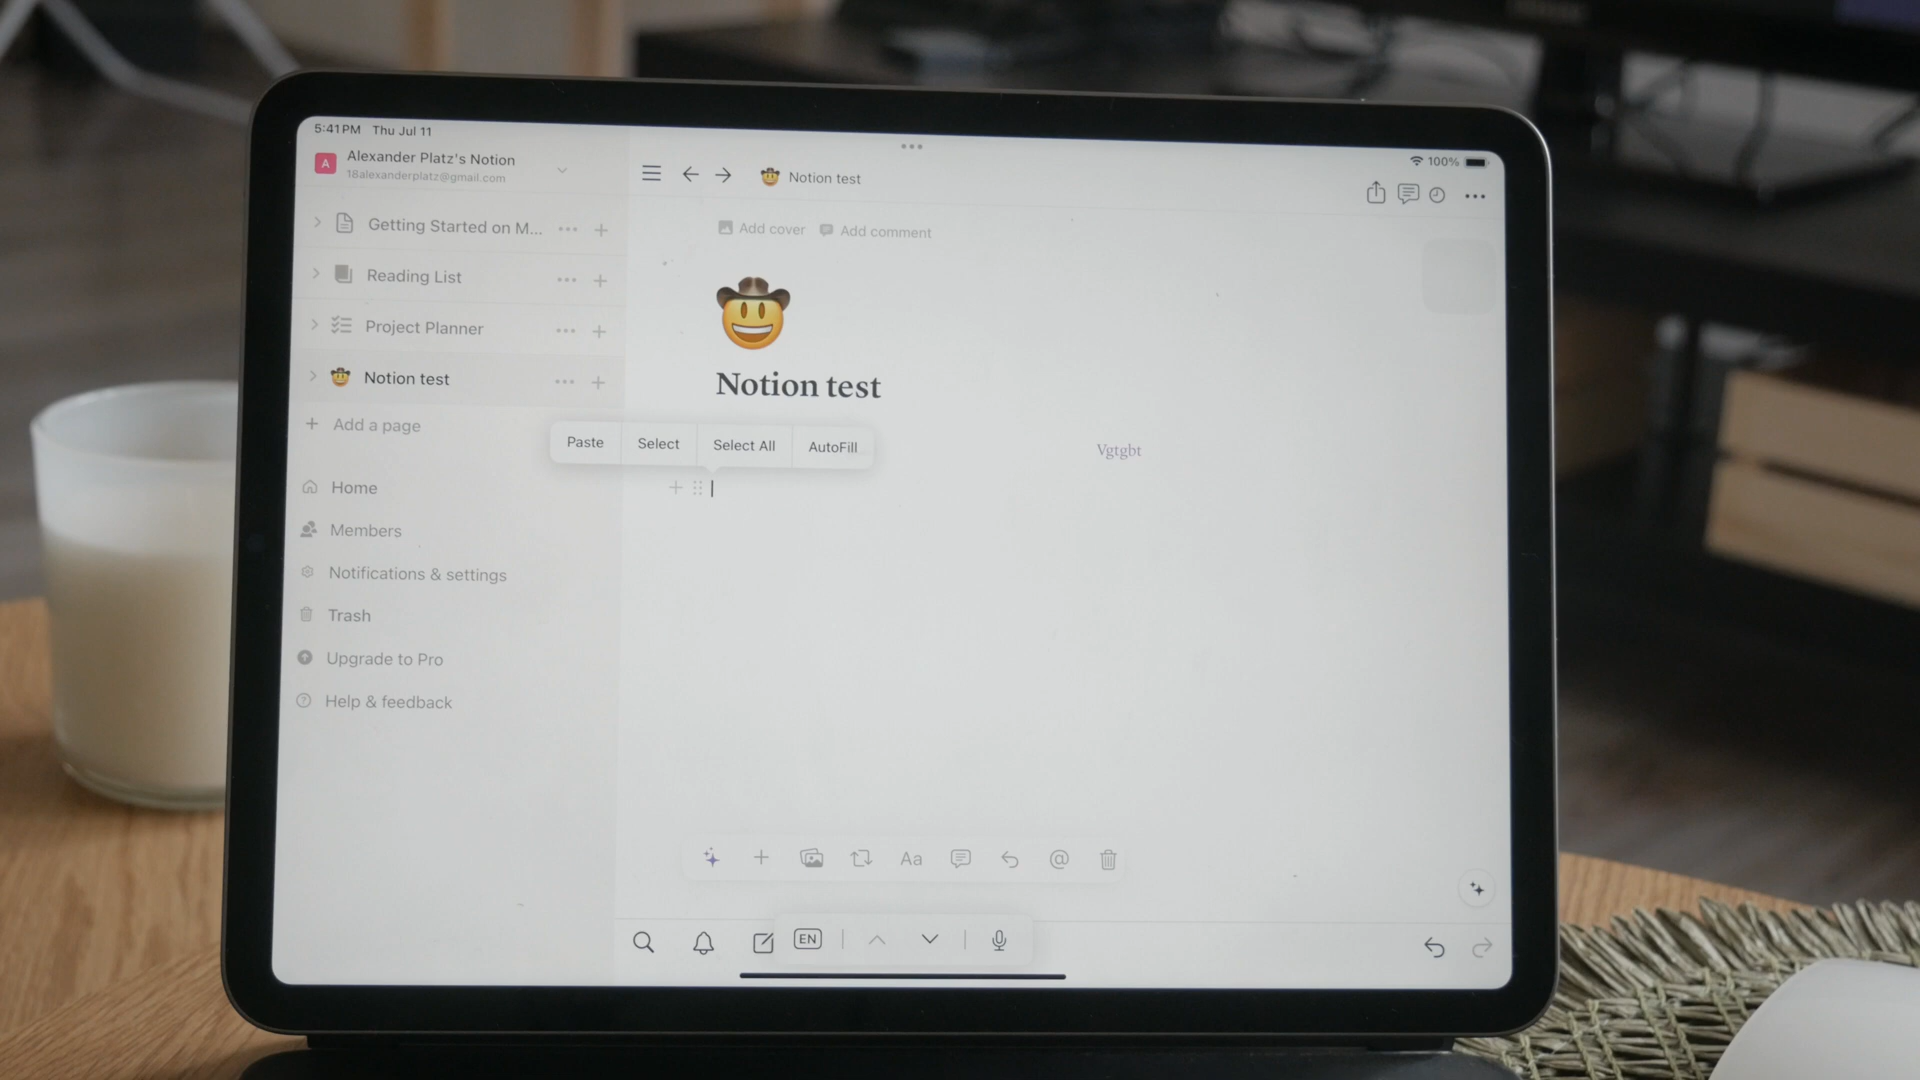 5:41PM Thu Jul 11
100%
A
Alexander Platz's Notion
18alexanderplatz@gmail.com
Notion test
Getting Started on M...
Reading List
Project Planner
Notion test
Add a page
Home
Members
Notifications & settings
Trash
Upgrade to Pro
Help & feedback
Add cover
Add comment
Notion test
Paste
Select
Select All
AutoFill
Vgtgbt
Aa
@
EN